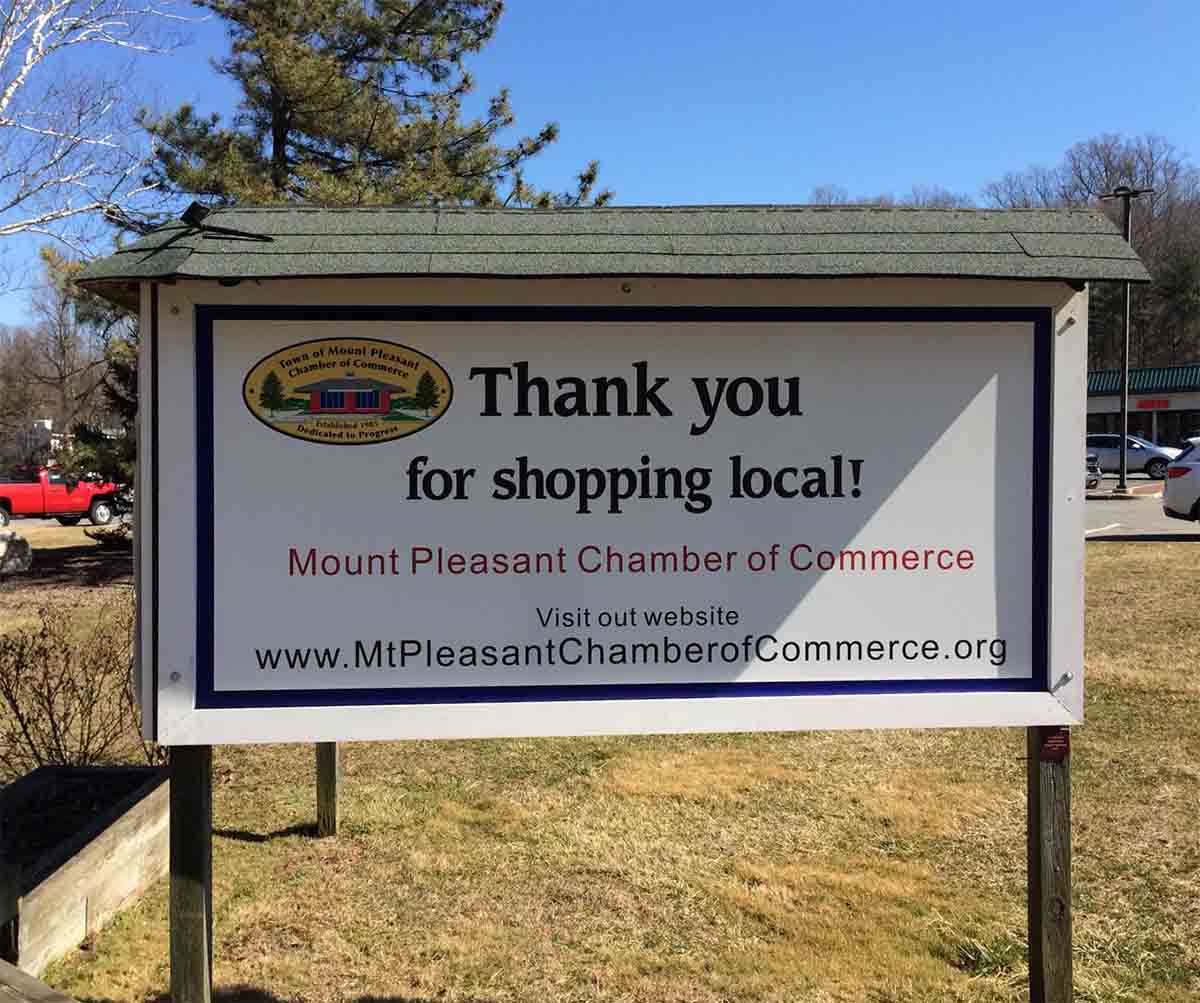 Town of Mount Pleasant
Chamber of Commerce
Established 1985
Dedicated to Progress
Thank you
for shopping local!
Mount Pleasant Chamber of Commerce
Visit out website
www.MtPleasantChamberofCommerce.org